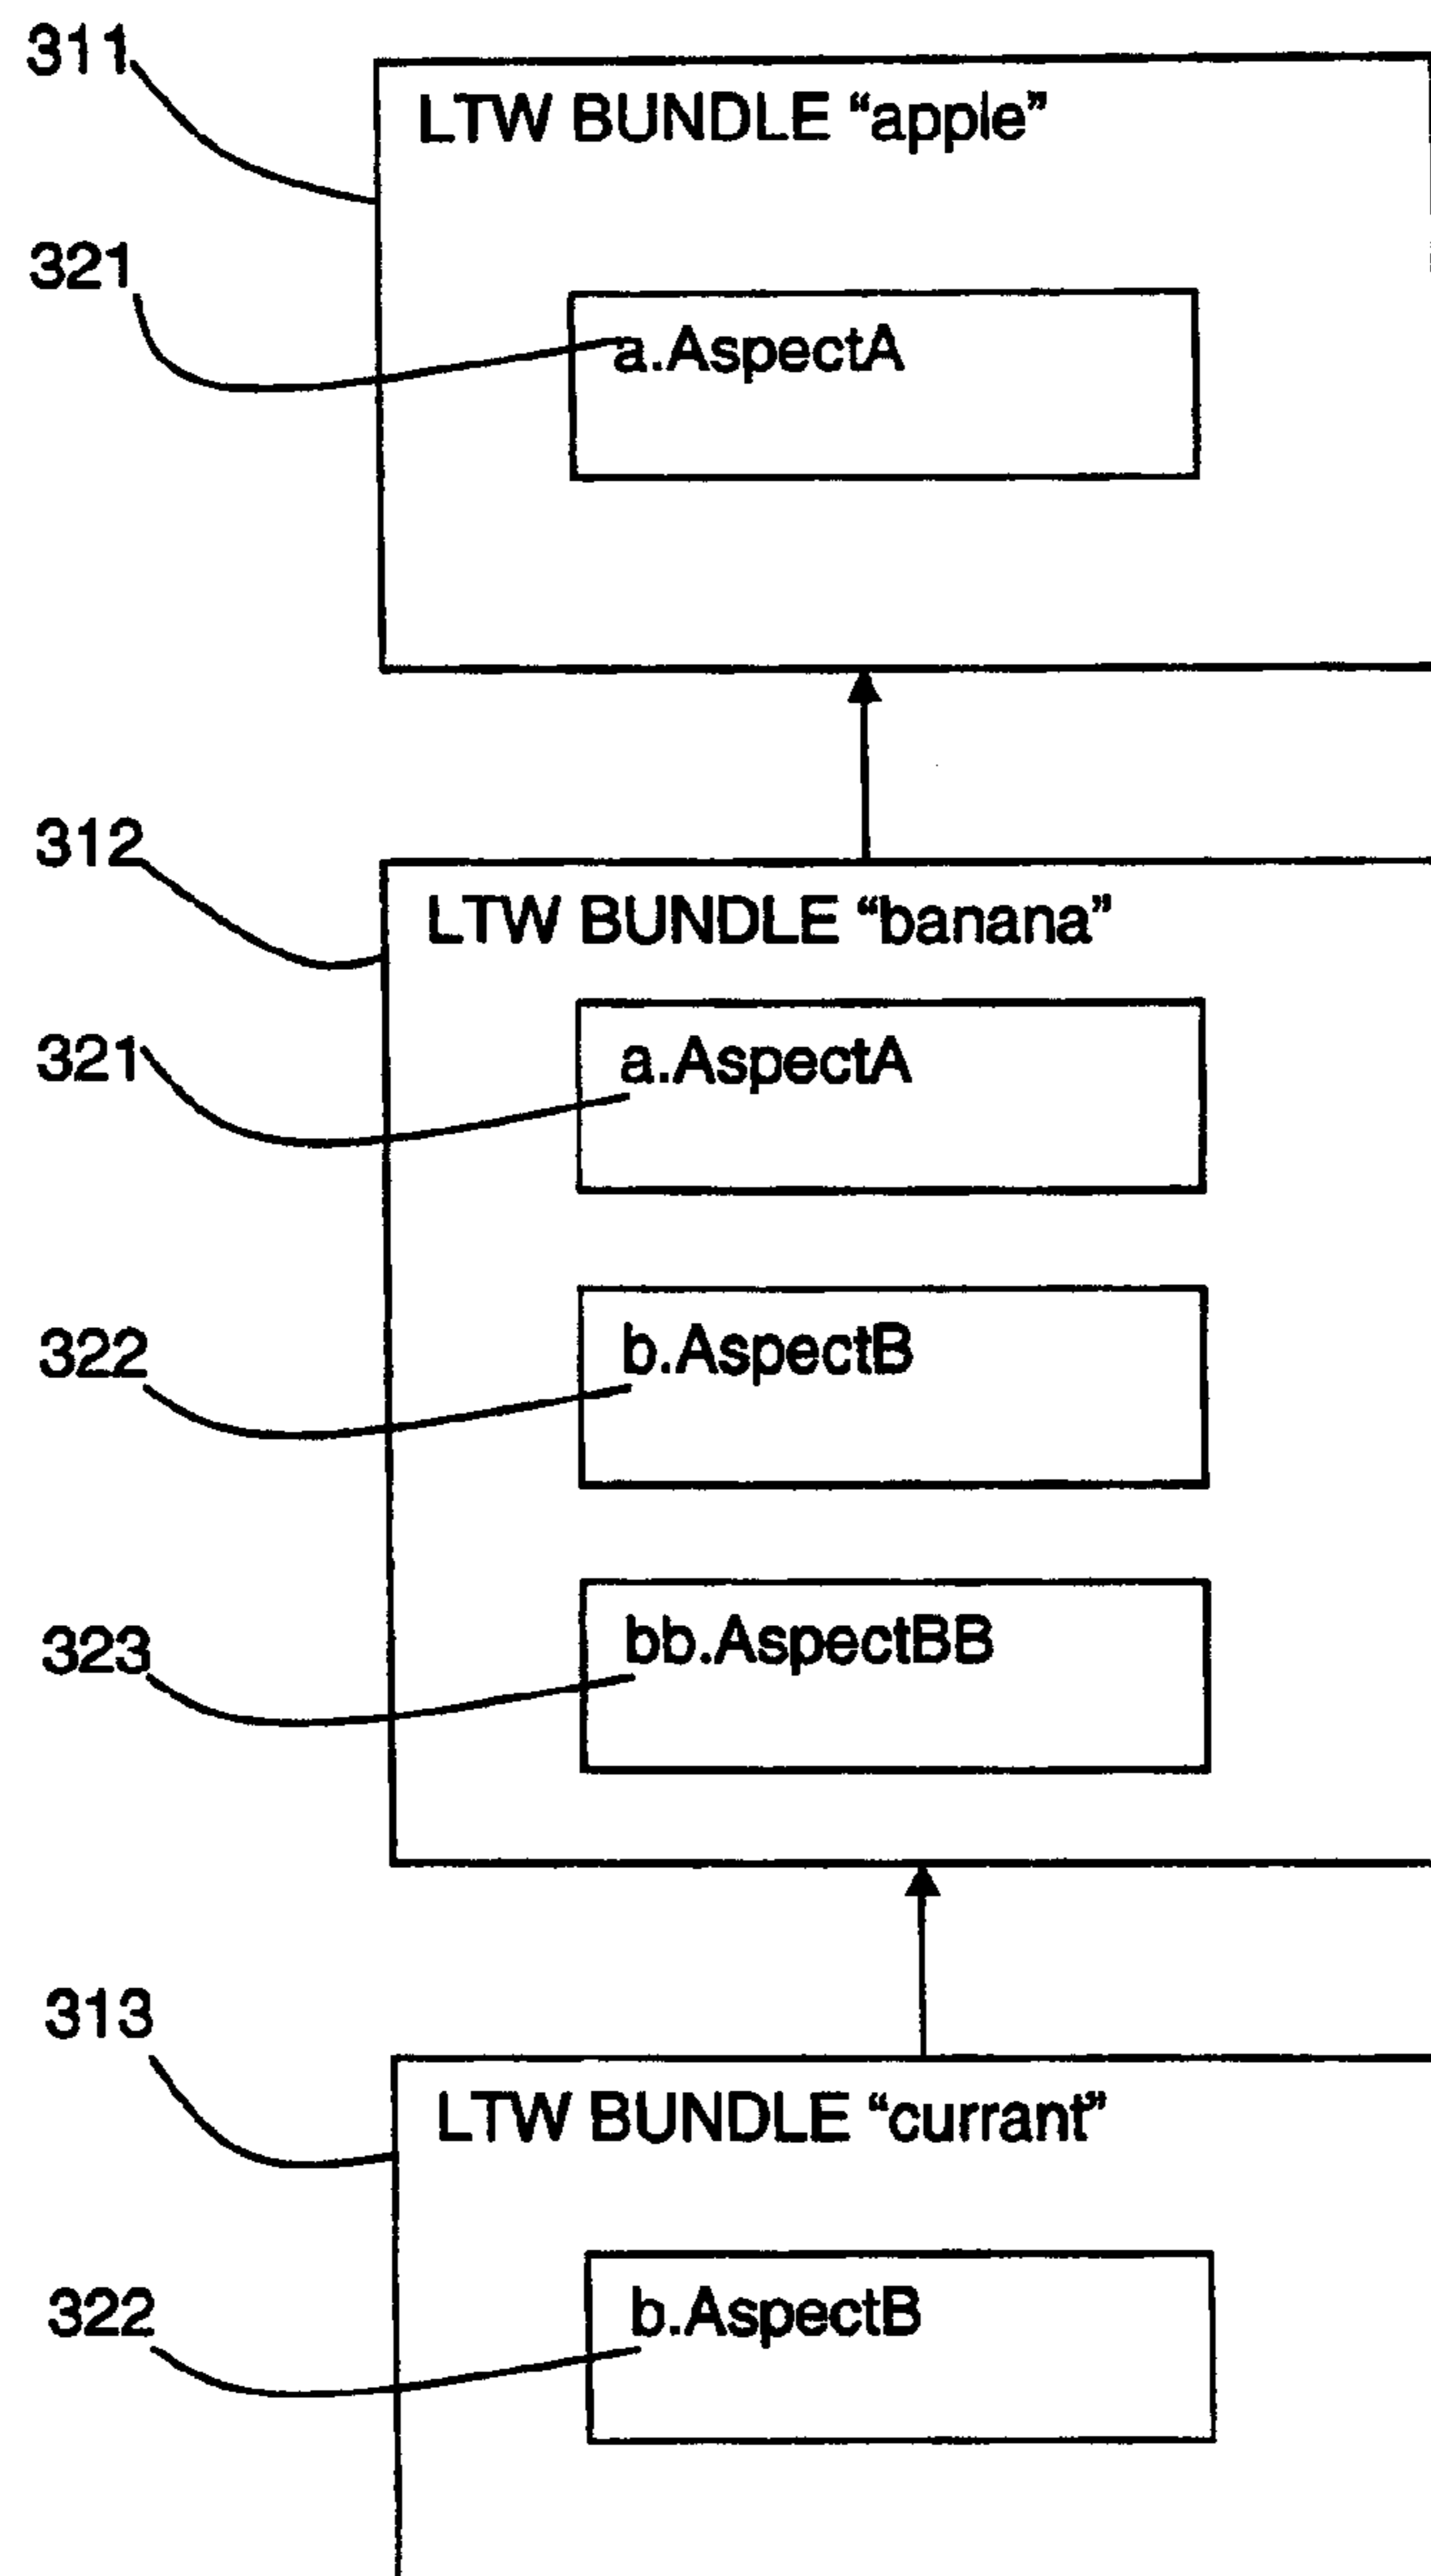 311
LTW BUNDLE “apple”
321
a.AspectA
312
LTW BUNDLE “banana”
321
a.AspectA
322
b.AspectB
323
bb.AspectBB
313
LTW BUNDLE “currant”
322
b.AspectB